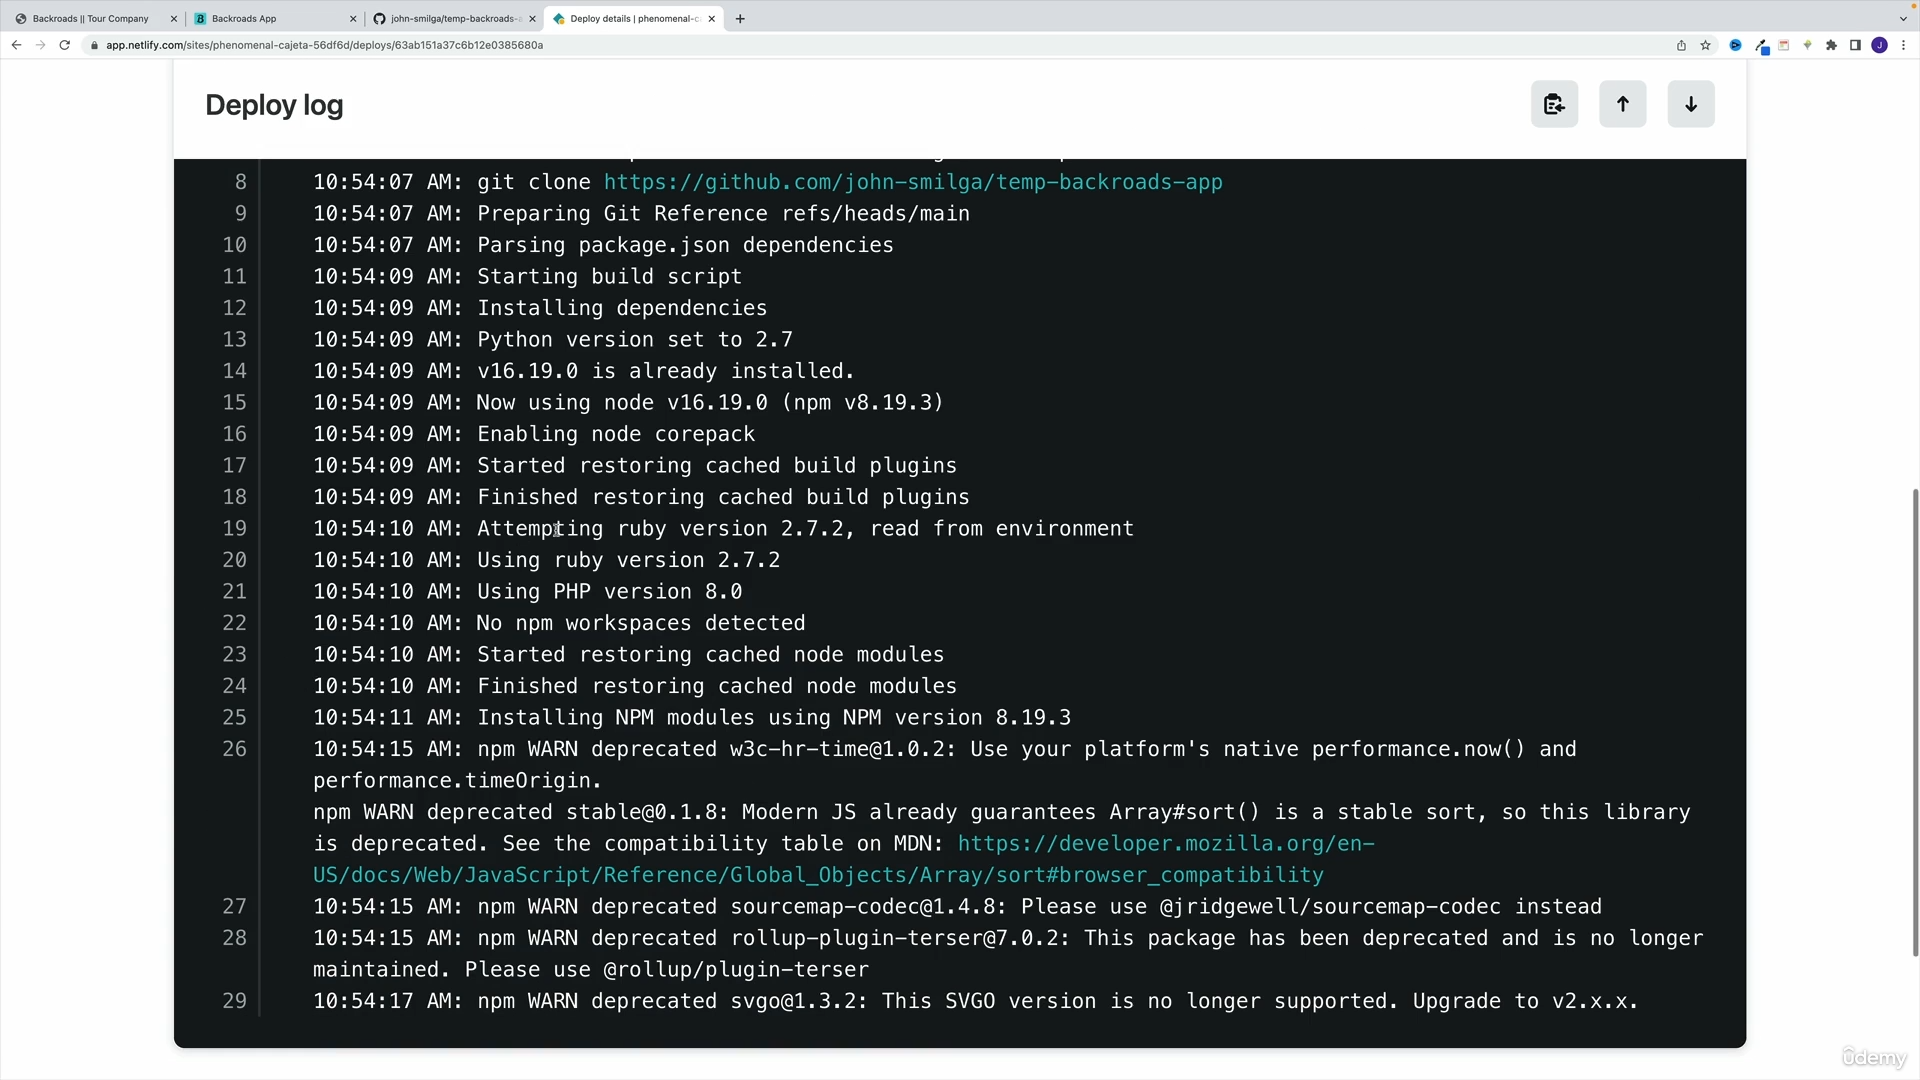 Backroads || Tour Company
Backroads App
john-smilga/temp-backroads-a
Deploy details | phenomenal-c
app.netlify.com/sites/phenomenal-cajeta-56df6d/deploys/63ab151a37c6b12e0385680a
J
Deploy log
8 10:54:07 AM: git clone https://github.com/john-smilga/temp-backroads-app
9 10:54:07 AM: Preparing Git Reference refs/heads/main
10 10:54:07 AM: Parsing package.json dependencies
11 10:54:09 AM: Starting build script
12 10:54:09 AM: Installing dependencies
13 10:54:09 AM: Python version set to 2.7
14 10:54:09 AM: v16.19.0 is already installed.
15 10:54:09 AM: Now using node v16.19.0 (npm v8.19.3)
16 10:54:09 AM: Enabling node corepack
17 10:54:09 AM: Started restoring cached build plugins
18 10:54:09 AM: Finished restoring cached build plugins
19 10:54:10 AM: Attempting ruby version 2.7.2, read from environment
20 10:54:10 AM: Using ruby version 2.7.2
21 10:54:10 AM: Using PHP version 8.0
22 10:54:10 AM: No npm workspaces detected
23 10:54:10 AM: Started restoring cached node modules
24 10:54:10 AM: Finished restoring cached node modules
25 10:54:11 AM: Installing NPM modules using NPM version 8.19.3
26 10:54:15 AM: npm WARN deprecated w3c-hr-time@1.0.2: Use your platform's native performance.now() and
performance.timeOrigin.
npm WARN deprecated stable@0.1.8: Modern JS already guarantees Array#sort() is a stable sort, so this library
is deprecated. See the compatibility table on MDN: https://developer.mozilla.org/en-
US/docs/Web/JavaScript/Reference/Global_Objects/Array/sort#browser_compatibility
27 10:54:15 AM: npm WARN deprecated sourcemap-codec@1.4.8: Please use @jridgewell/sourcemap-codec instead
28 10:54:15 AM: npm WARN deprecated rollup-plugin-terser@7.0.2: This package has been deprecated and is no longer
maintained. Please use @rollup/plugin-terser
29 10:54:17 AM: npm WARN deprecated svgo@1.3.2: This SVGO version is no longer supported. Upgrade to v2.x.x.
ûdemy